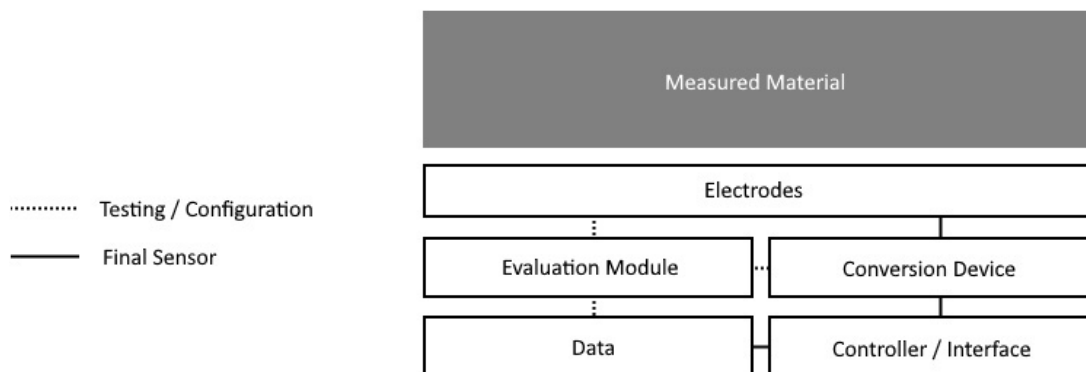 Measured Material
Electrodes
Testing / Configuration
Final Sensor
Evaluation Module
Conversion Device
Data
Controller / Interface